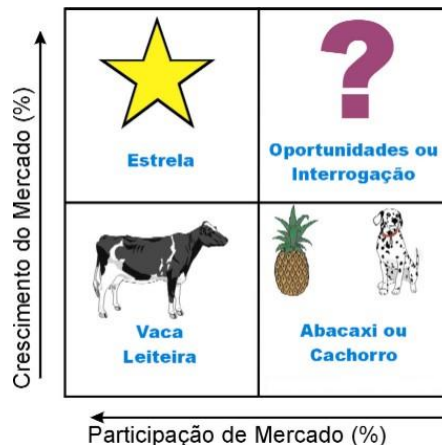 Crescimento do Mercado (%)
Estrela
Oportunidades ou
Interrogação
Vaca
Leiteira
Abacaxi ou
Cachorro
Participação de Mercado (%)